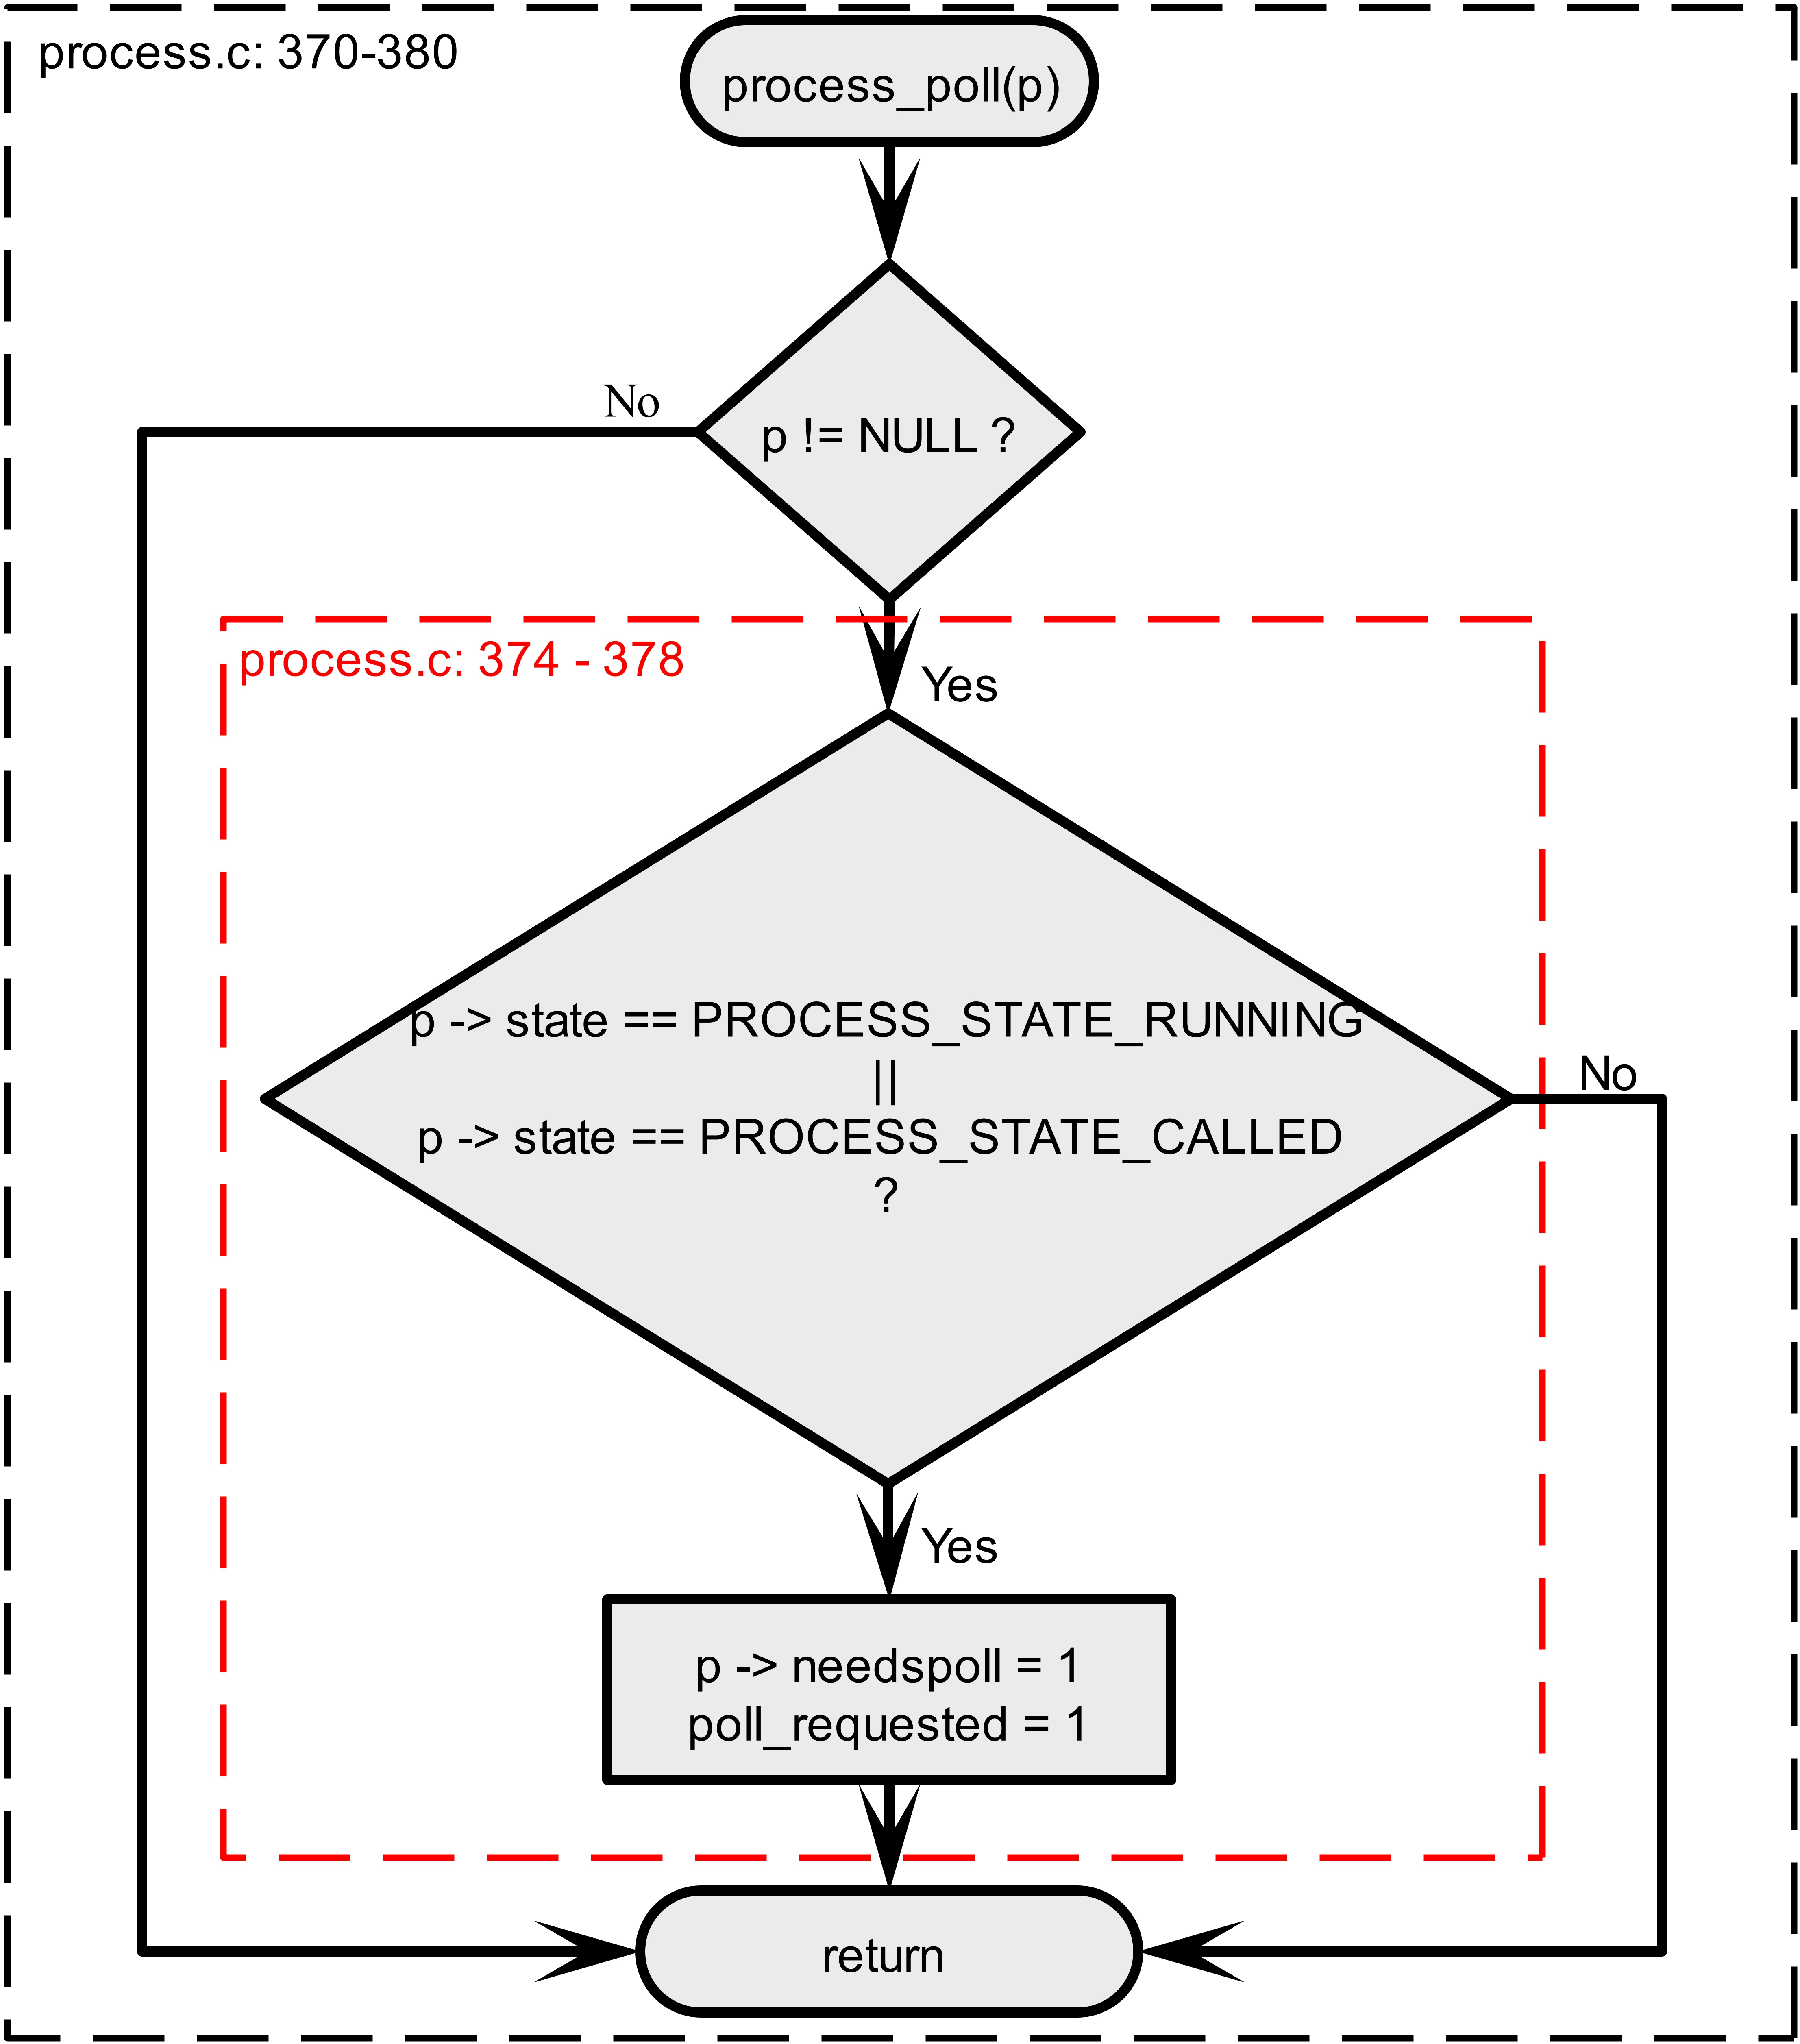 process.c: 370-380
process_poll(p)
No
p != NULL ?
process.c: 374 - 378
Yes
p -> state == PROCESS_STATE_RUNNING
||
p -> state == PROCESS_STATE_CALLED
?
No
Yes
p -> needspoll = 1
poll_requested = 1
return